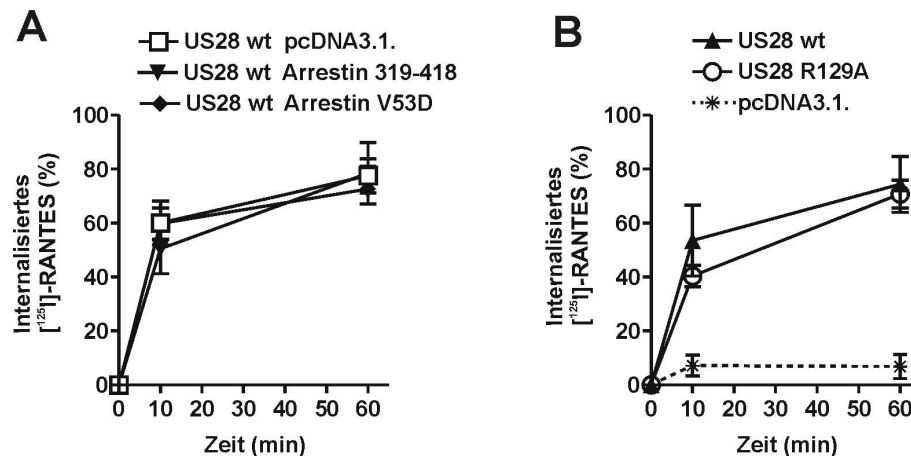 A
US28 wt pcDNA3.1.
US28 wt Arrestin 319-418
US28 wt Arrestin V53D
Internalisiertes
[¹²⁵I]-RANTES (%)
100
80
60
40
20
0
0 10 20 30 40 50 60
Zeit (min)
B
US28 wt
US28 R129A
pcDNA3.1.
Internalisiertes
[¹²⁵I]-RANTES (%)
100
80
60
40
20
0
0 10 20 30 40 50 60
Zeit (min)